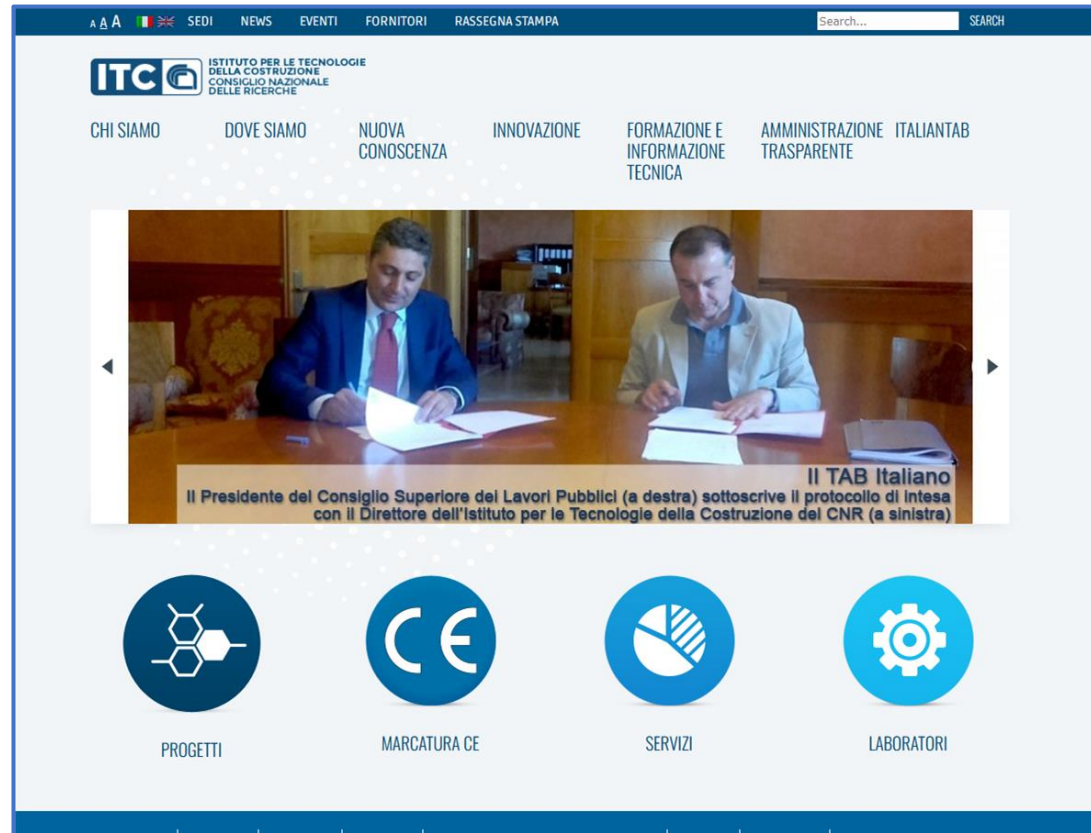 A A A SEDI NEWS EVENTI FORNITORI RASSEGNA STAMPA Search... SEARCH
ITC
ISTITUTO PER LE TECNOLOGIE
DELLA COSTRUZIONE
CONSIGLIO NAZIONALE
DELLE RICERCHE
CHI SIAMO
DOVE SIAMO
NUOVA
CONOSCENZA
INNOVAZIONE
FORMAZIONE E
INFORMAZIONE
TECNICA
AMMINISTRAZIONE
TRASPARENTE
ITALIANTAB
Il TAB Italiano
Il Presidente del Consiglio Superiore dei Lavori Pubblici (a destra) sottoscrive il protocollo di intesa
con il Direttore dell'Istituto per le Tecnologie della Costruzione del CNR (a sinistra)
CE
PROGETTI
MARCATURA CE
SERVIZI
LABORATORI